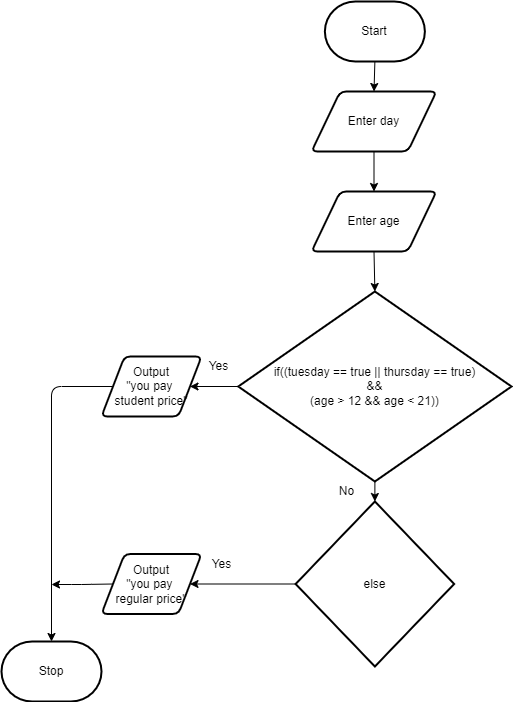 Start
Enter day
Enter age
if((tuesday == true || thursday == true)
&&
(age > 12 && age < 21))
Yes
Output
"you pay
student price"
No
else
Yes
Output
"you pay
regular price"
Stop